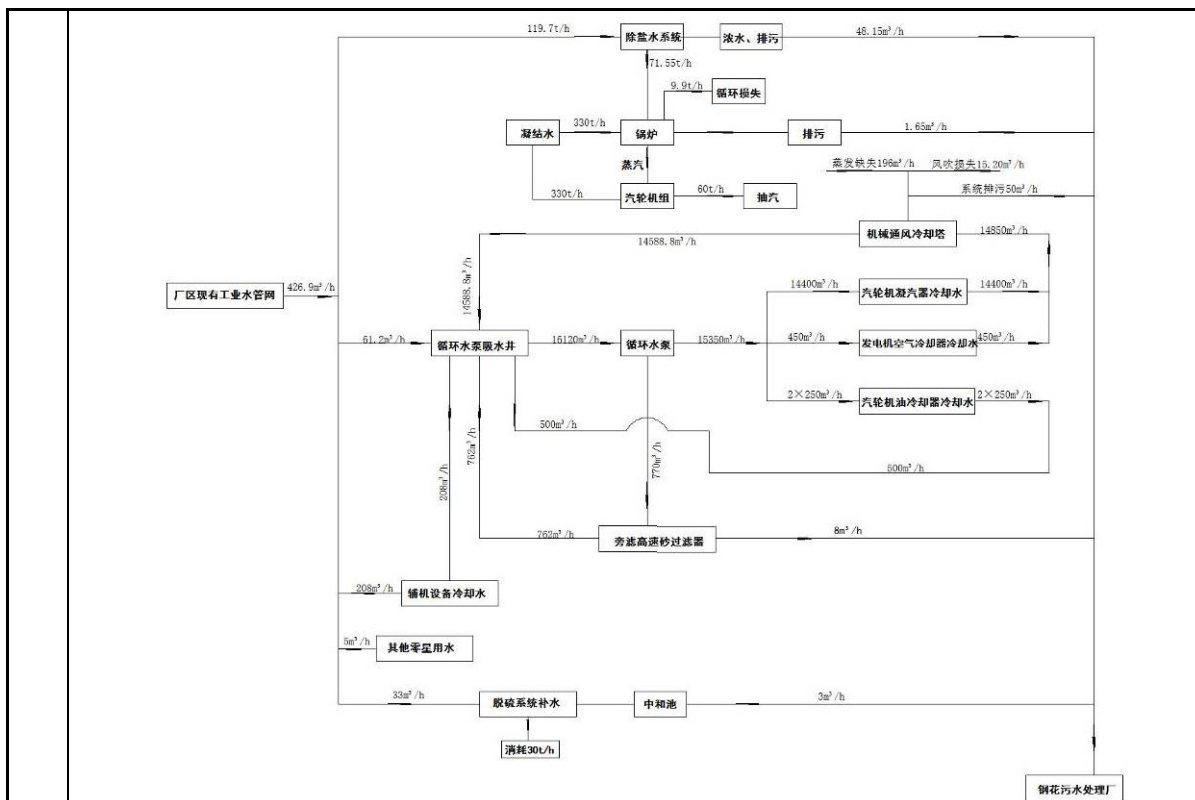 119.7t/h
除盐水系统
浓水、排污
48.15m³/h
71.55t/h
9.9t/h
循环损失
凝结水
330t/h
锅炉
排污
1.65m³/h
蒸汽
蒸发缺失196m³/h
风吹损失15.20m³/h
330t/h
汽轮机组
60t/h
抽汽
系统排污50m³/h
14588.8m³/h
机械通风冷却塔
14850m³/h
14588.8m³/h
厂区现有工业水管网
426.9m³/h
14400m³/h
汽轮机凝汽器冷却水
14400m³/h
61.2m³/h
循环水泵吸水井
16120m³/h
循环水泵
15350m³/h
450m³/h
发电机空气冷却器冷却水
450m³/h
2×250m³/h
汽轮机油冷却器冷却水
2×250m³/h
500m³/h
500m³/h
208m³/h
762m³/h
770m³/h
762m³/h
旁滤高速砂过滤器
8m³/h
208m³/h
辅机设备冷却水
5m³/h
其他零星用水
33m³/h
脱硫系统补水
中和池
3m³/h
消耗30t/h
钢花污水处理厂